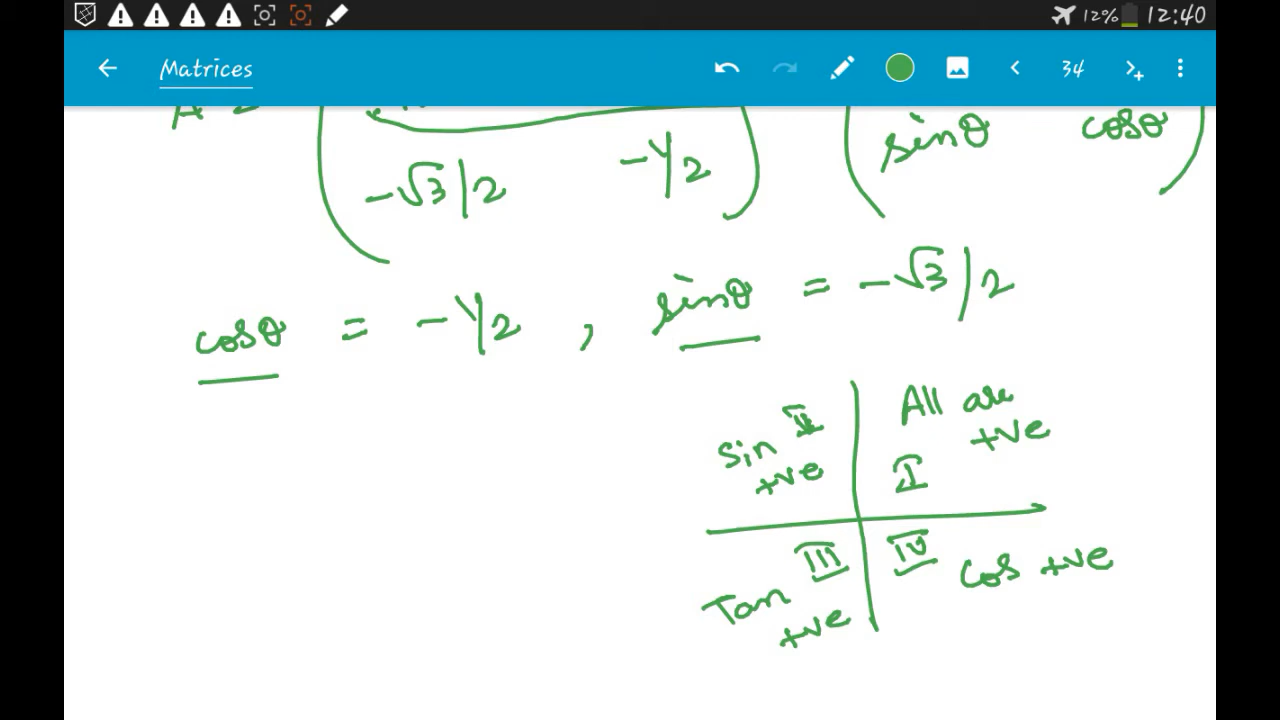 12% 12:40
Matrices 34
sinθ cosθ
-√3/2 -1/2
cosθ = -1/2 , sinθ = -√3/2
Sin II +ve
All are +ve
I
Tan III +ve
IV Cos +ve